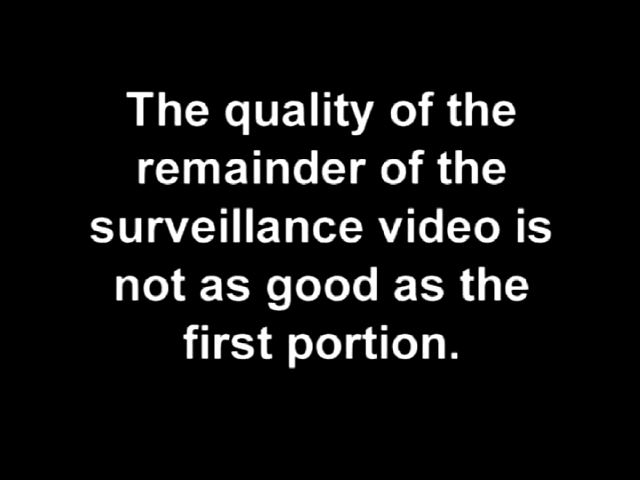 The quality of the
remainder of the
surveillance video is
not as good as the
first portion.